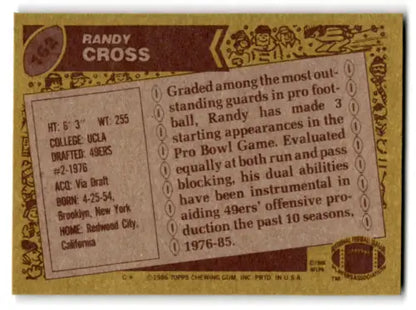 162
RANDY
CROSS
HT: 6' 3" WT: 255
COLLEGE: UCLA
DRAFTED: 49ERS
#2-1976
ACQ: Via Draft
BORN: 4-25-54,
Brooklyn, New York
HOME: Redwood City,
California
Graded among the most out-
standing guards in pro foot-
ball, Randy has made 3
starting appearances in the
Pro Bowl Game. Evaluated
equally at both run and pass
blocking, his dual abilities
have been instrumental in
aiding 49ers' offensive pro-
duction the past 10 seasons,
1976-85.
©1986
NFLPA
TM
C* ©1986 TOPPS CHEWING GUM, INC. PRTD. IN U.S.A.